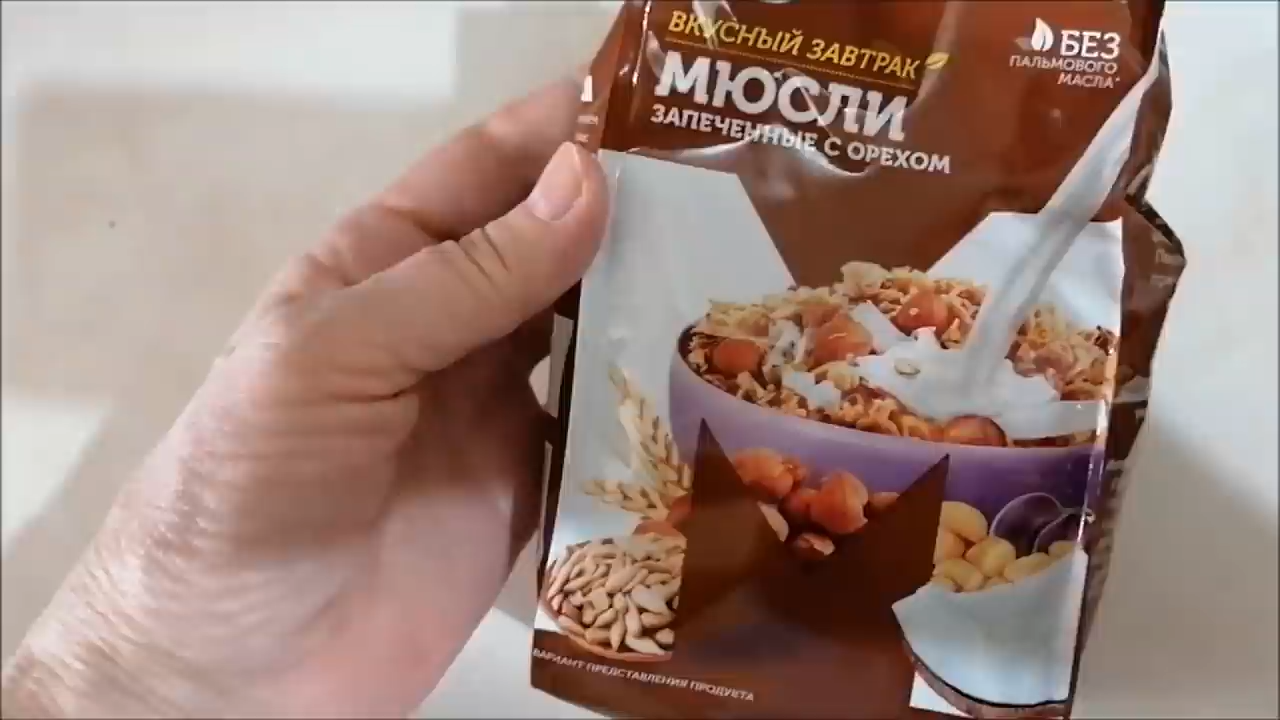 ВКУСНЫЙ ЗАВТРАК
МЮСЛИ
ЗАПЕЧЕННЫЕ С ОРЕХОМ
БЕЗ
ПАЛЬМОВОГО
МАСЛА*
ВАРИАНТ ПРЕДСТАВЛЕНИЯ ПРОДУКТА